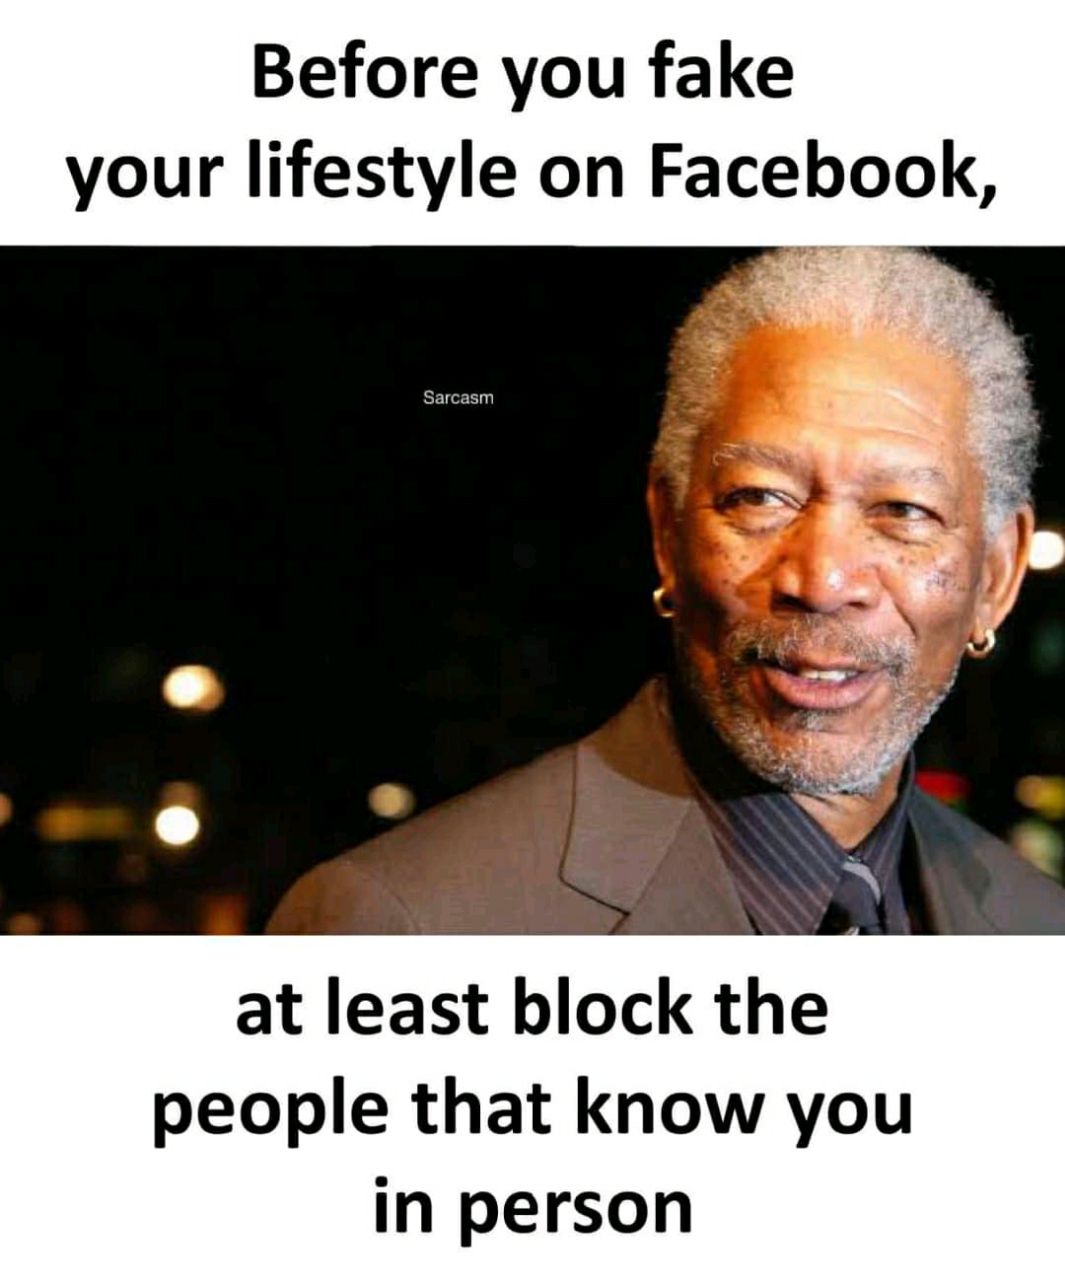 Before you fake
your lifestyle on Facebook,
Sarcasm
at least block the
people that know you
in person